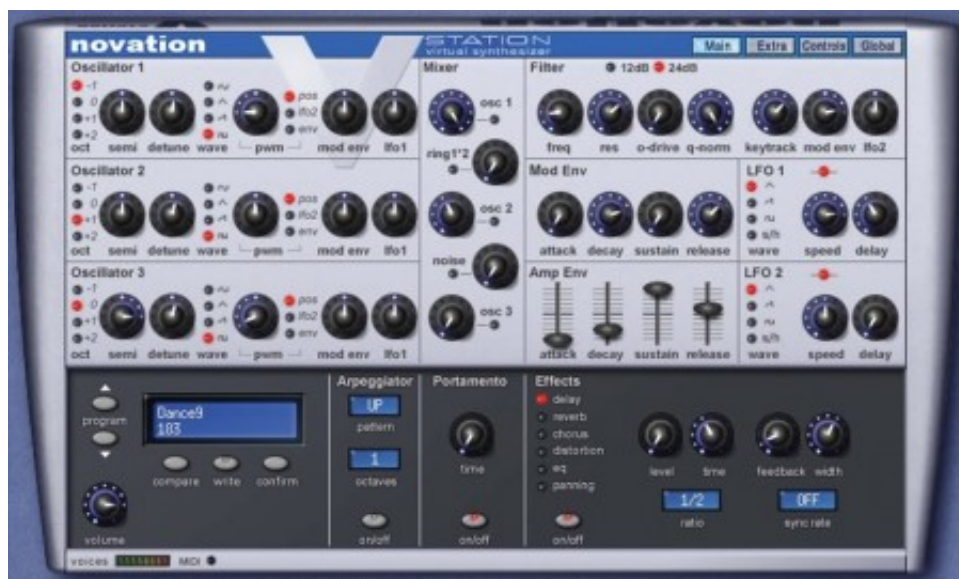 novation
V STATION
virtual synthesizer
Main Extra Controls Global
Oscillator 1
-1
0
+1
+2
oct semi detune wave pwm mod env lfo1
pos
lfo2
env
Oscillator 2
-1
0
+1
+2
oct semi detune wave pwm mod env lfo1
pos
lfo2
env
Oscillator 3
-1
0
+1
+2
oct semi detune wave pwm mod env lfo1
pos
lfo2
env
Mixer
osc 1
ring1*2
osc 2
noise
osc 3
Filter 12dB 24dB
freq res o-drive q-norm keytrack mod env lfo2
Mod Env
attack decay sustain release
LFO 1
s/h
wave speed delay
Amp Env
attack decay sustain release
LFO 2
s/h
wave speed delay
program
Dance9
183
compare write confirm
volume
Arpeggiator
UP
pattern
1
octaves
on/off
Portamento
time
on/off
Effects
delay
reverb
chorus
distortion
eq
panning
on/off
level time feedback width
1/2 OFF
ratio sync rate
voices MIDI